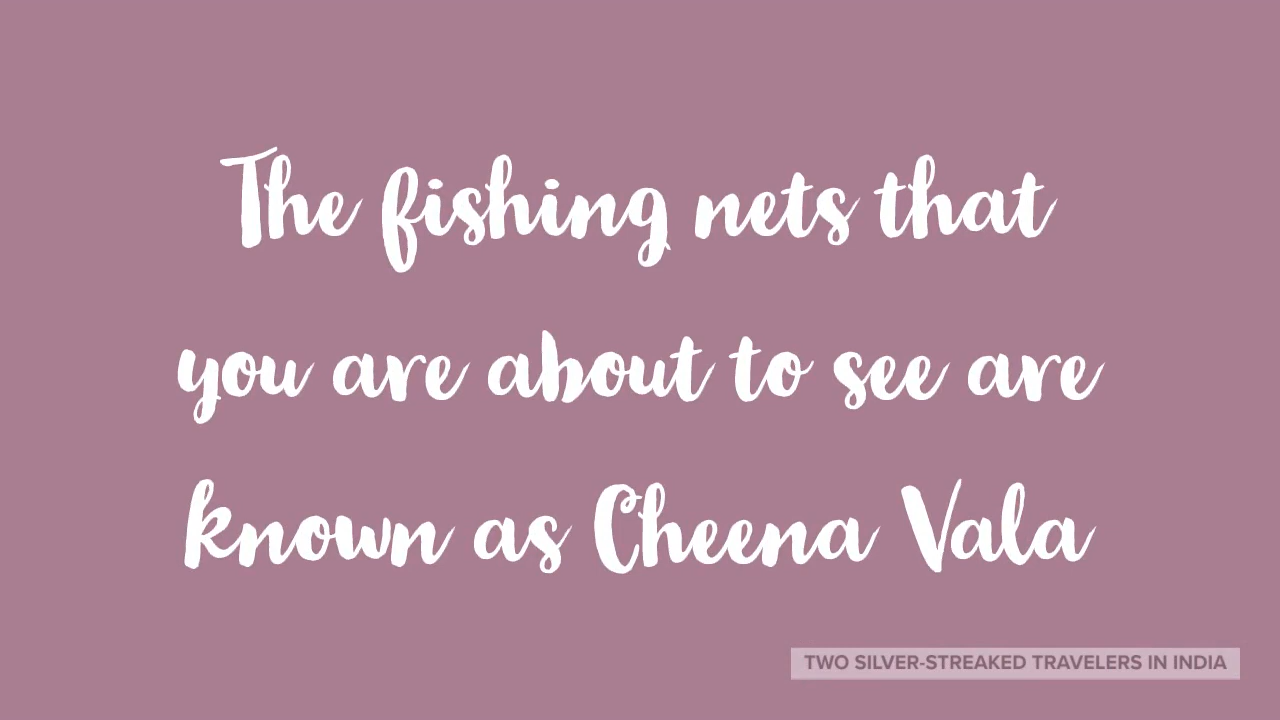 The fishing nets that
you are about to see are
known as Cheena Vala
TWO SILVER-STREAKED TRAVELERS IN INDIA